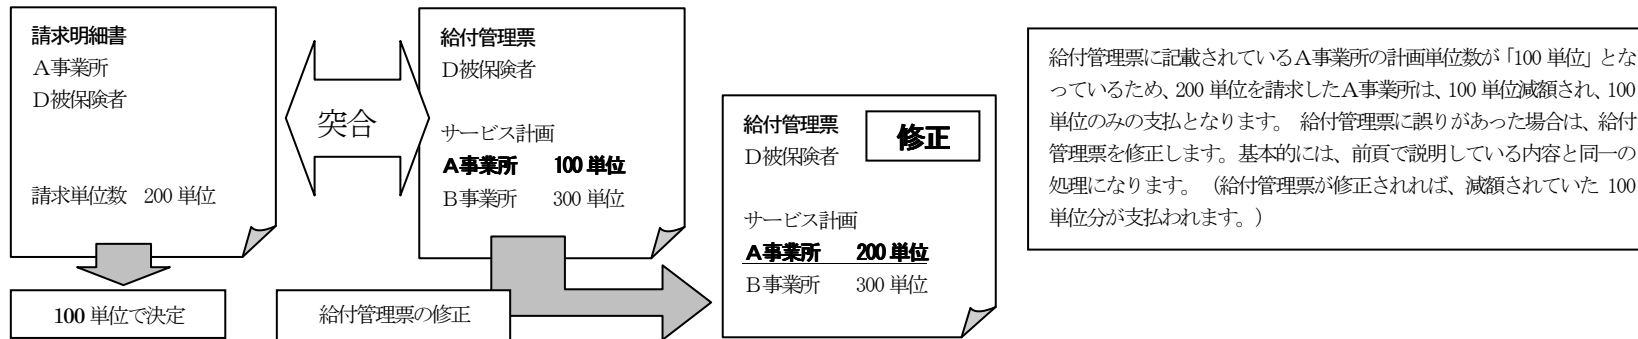 請求明細書
A事業所
D被保険者
請求単位数 200 単位
100 単位で決定
突合
給付管理票
D被保険者
サービス計画
A事業所 100 単位
B事業所 300 単位
給付管理票の修正
給付管理票
修正
D被保険者
サービス計画
A事業所 200 単位
B事業所 300 単位
給付管理票に記載されているA事業所の計画単位数が「100 単位」とな
っているため、200 単位を請求したA事業所は、100 単位減額され、100
単位のみの支払となります。 給付管理票に誤りがあった場合は、給付
管理票を修正します。基本的には、前頁で説明している内容と同一の
処理になります。 (給付管理票が修正されれば、減額されていた 100
単位分が支払われます。)